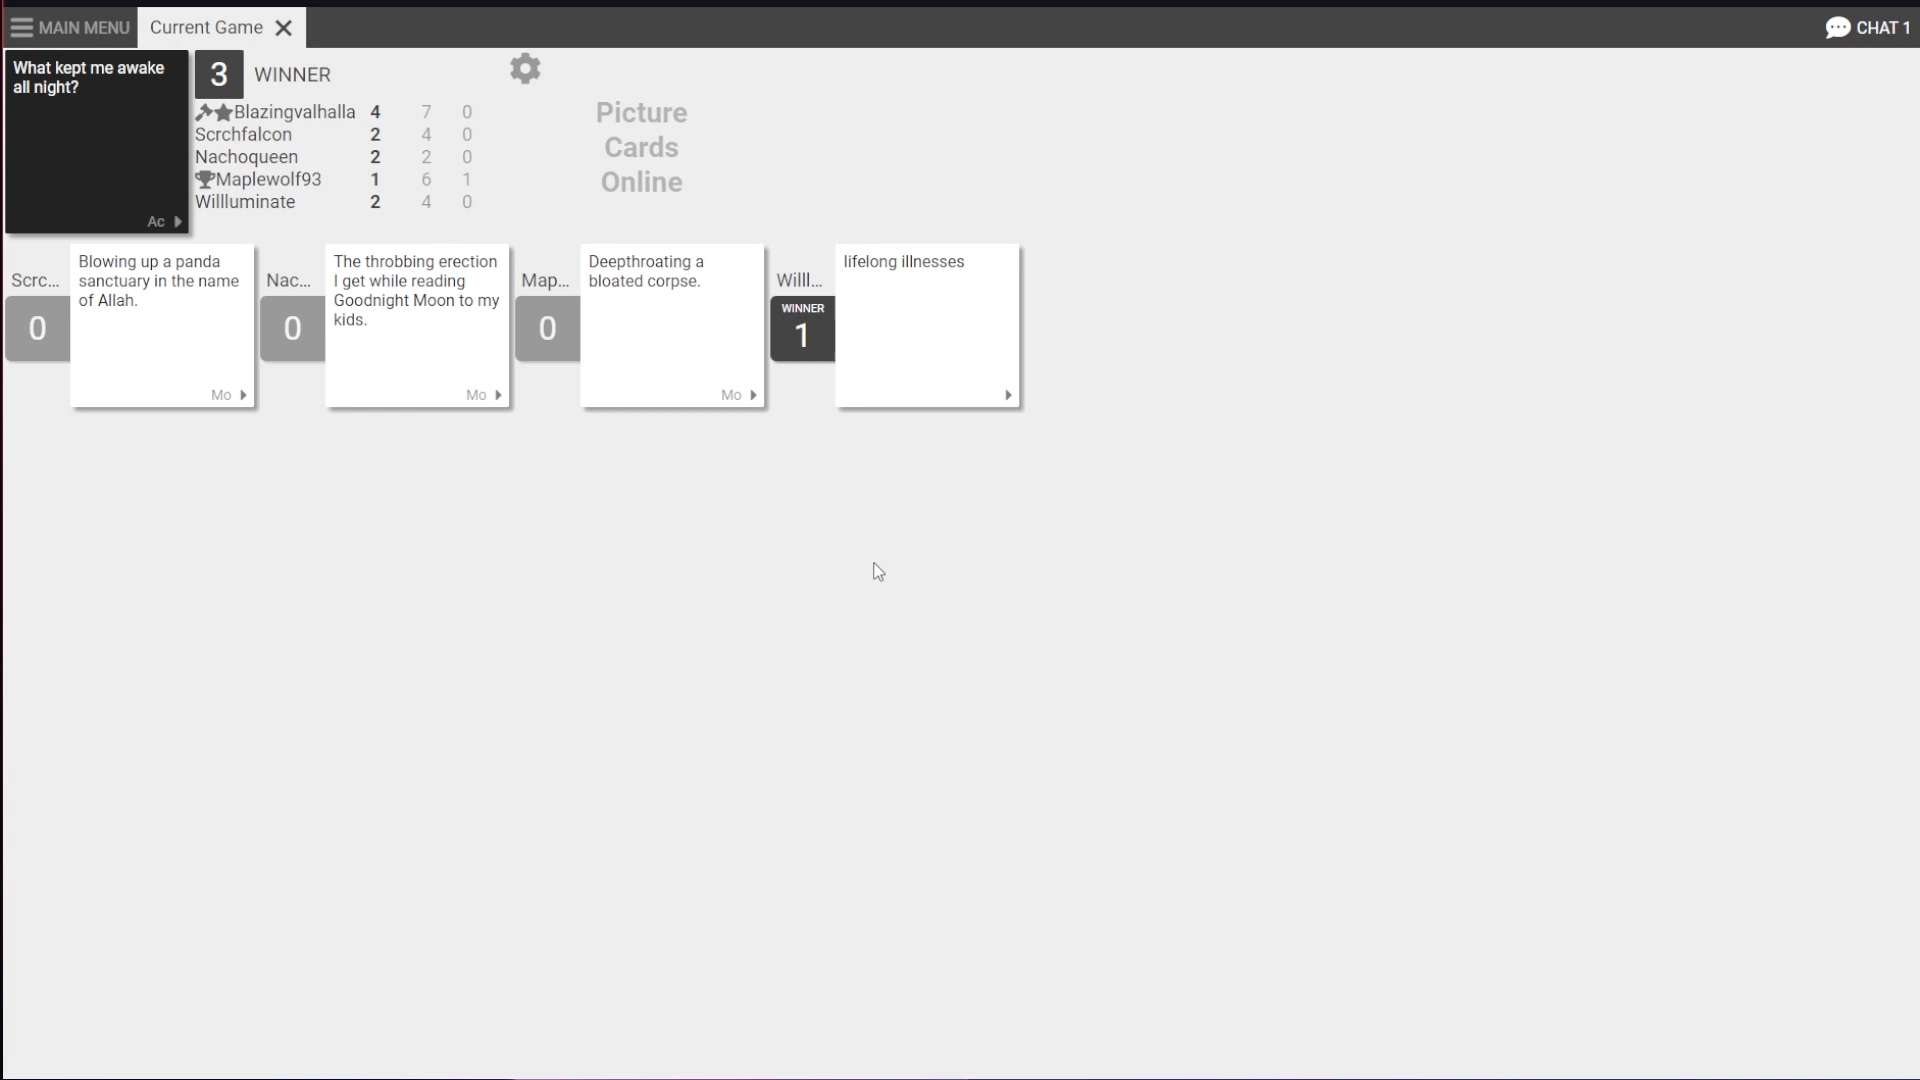 MAIN MENU
Current Game
CHAT 1
What kept me awake
all night?
Ac
3 WINNER
Blazingvalhalla 4 7 0
Scrchfalcon 2 4 0
Nachoqueen 2 2 0
Maplewolf93 1 6 1
Willluminate 2 4 0
Picture
Cards
Online
Scrc...
0
Blowing up a panda
sanctuary in the name
of Allah.
Mo
Nac...
0
The throbbing erection
I get while reading
Goodnight Moon to my
kids.
Mo
Map...
0
Deepthroating a
bloated corpse.
Mo
Willl...
WINNER
1
lifelong illnesses